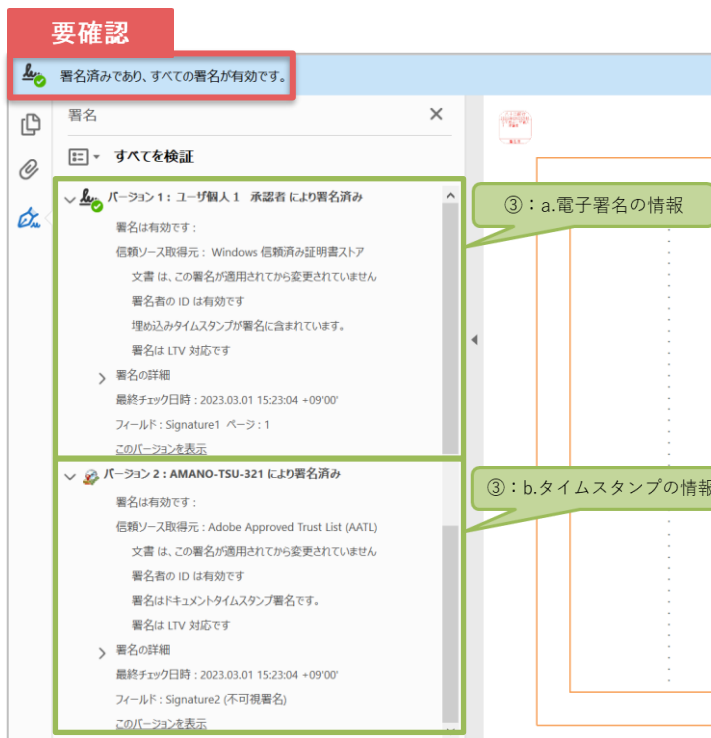 要確認
署名済みであり、すべての署名が有効です。
署名
すべてを検証
バージョン 1 : ユーザ個人 1 承認者 により署名済み
署名は有効です :
信頼ソース取得元 : Windows 信頼済み証明書ストア
文書 は、この署名が適用されてから変更されていません
署名者の ID は有効です
埋め込みタイムスタンプが署名に含まれています。
署名は LTV 対応です
署名の詳細
最終チェック日時 : 2023.03.01 15:23:04 +09'00'
フィールド : Signature1 ページ : 1
このバージョンを表示
③：a.電子署名の情報
バージョン 2 : AMANO-TSU-321 により署名済み
署名は有効です :
信頼ソース取得元 : Adobe Approved Trust List (AATL)
文書 は、この署名が適用されてから変更されていません
署名者の ID は有効です
署名はドキュメントタイムスタンプ署名です。
署名は LTV 対応です
署名の詳細
最終チェック日時 : 2023.03.01 15:23:04 +09'00'
フィールド : Signature2 (不可視署名)
このバージョンを表示
③：b.タイムスタンプの情報